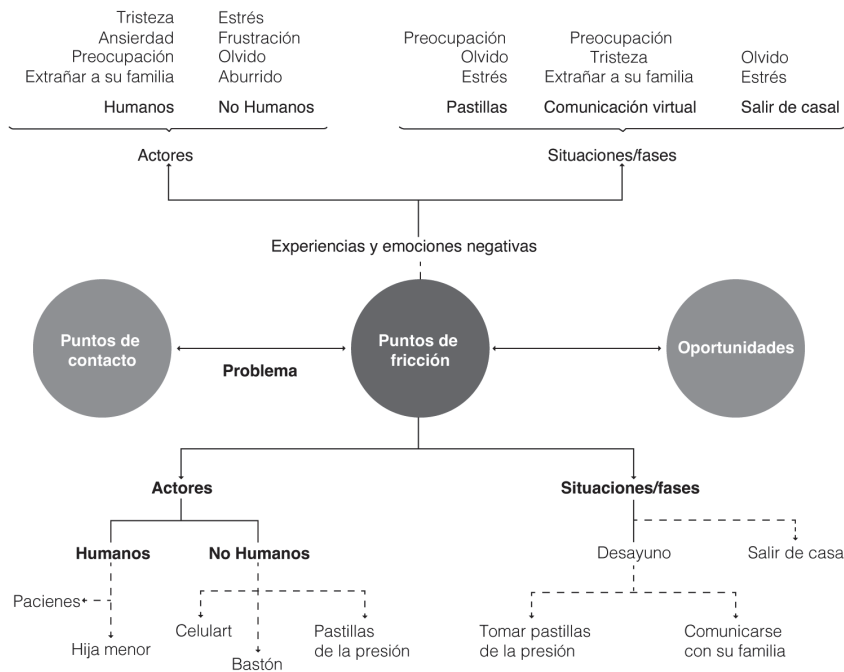 Tristeza
Ansierdad
Preocupación
Extrañar a su familia
Humanos
Estrés
Frustración
Olvido
Aburrido
No Humanos
Actores
Preocupación
Olvido
Estrés
Pastillas
Preocupación
Tristeza
Extrañar a su familia
Comunicación virtual
Olvido
Estrés
Salir de casal
Situaciones/fases
Experiencias y emociones negativas
Puntos de
contacto
Problema
Puntos de
fricción
Oportunidades
Actores
Humanos
No Humanos
Pacienes
Hija menor
Celulart
Bastón
Pastillas
de la presión
Situaciones/fases
Desayuno
Salir de casa
Tomar pastillas
de la presión
Comunicarse
con su familia